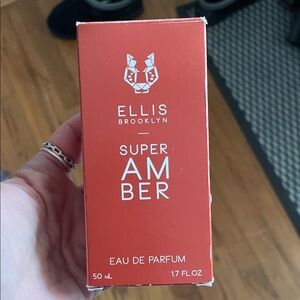 ELLIS
BROOKLYN
SUPER
AM
BER
EAU DE PARFUM
50 mL 1.7 FL OZ